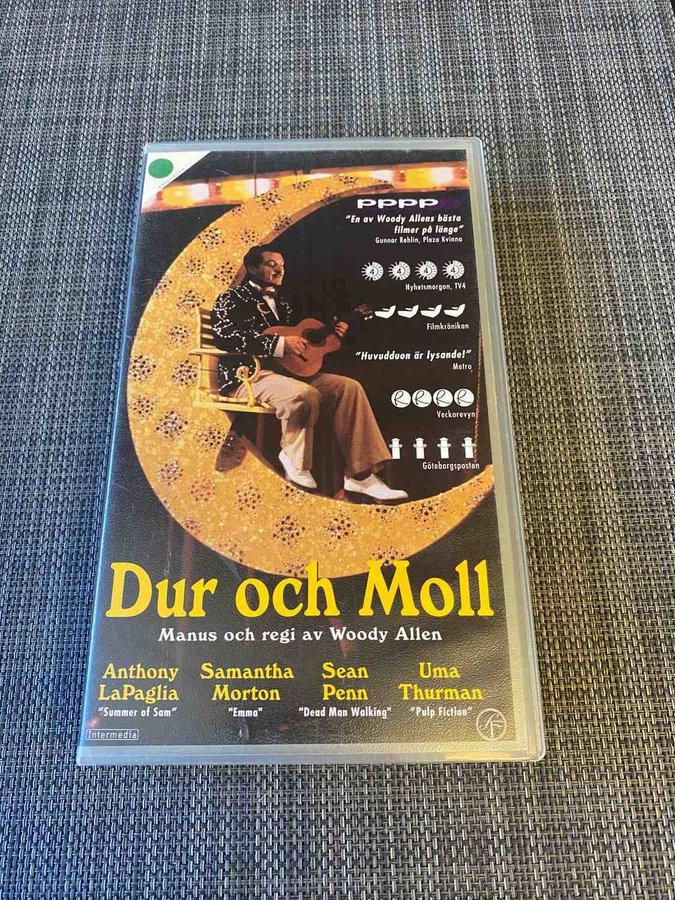 PPPP
"En av Woody Allens bästa
filmer på länge"
Gunnar Rehlin, Plaza Kvinna
4 4 4 4
Nyhetsmorgon, TV4
Filmkrönikan
"Huvudduon är lysande!"
Metro
Veckorevyn
Göteborgsposten
Dur och Moll
Manus och regi av Woody Allen
Anthony LaPaglia
"Summer of Sam"
Samantha Morton
"Emma"
Sean Penn
"Dead Man Walking"
Uma Thurman
"Pulp Fiction"
Intermedia
SF